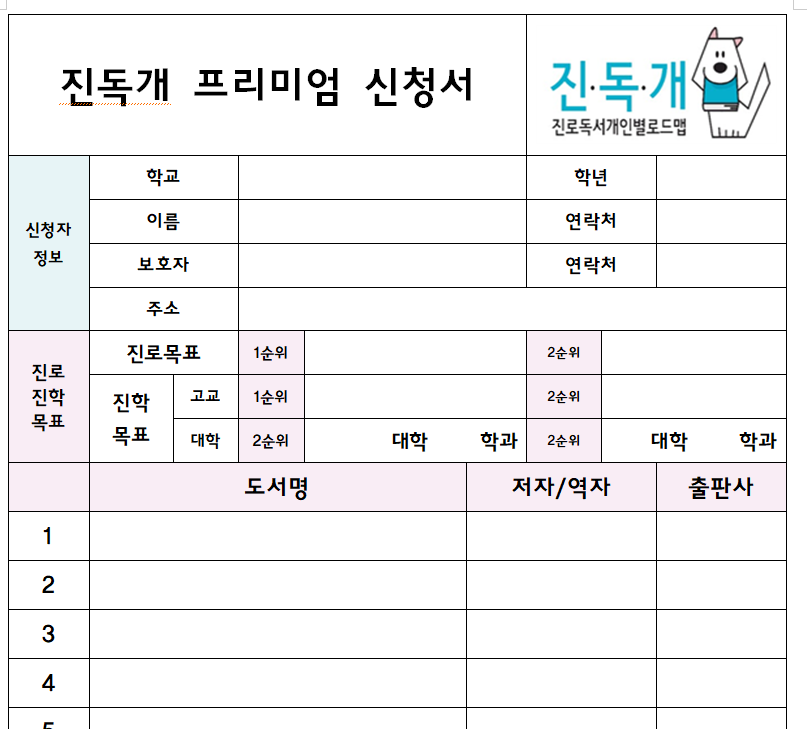 진독개 프리미엄 신청서
진·독·개
진로독서개인별로드맵
신청자
정보
학교
학년
이름
연락처
보호자
연락처
주소
진로
진학
목표
진로목표
1순위
2순위
진학
목표
고교
1순위
2순위
대학
2순위
대학 학과
2순위
대학 학과
도서명
저자/역자
출판사
1
2
3
4
5